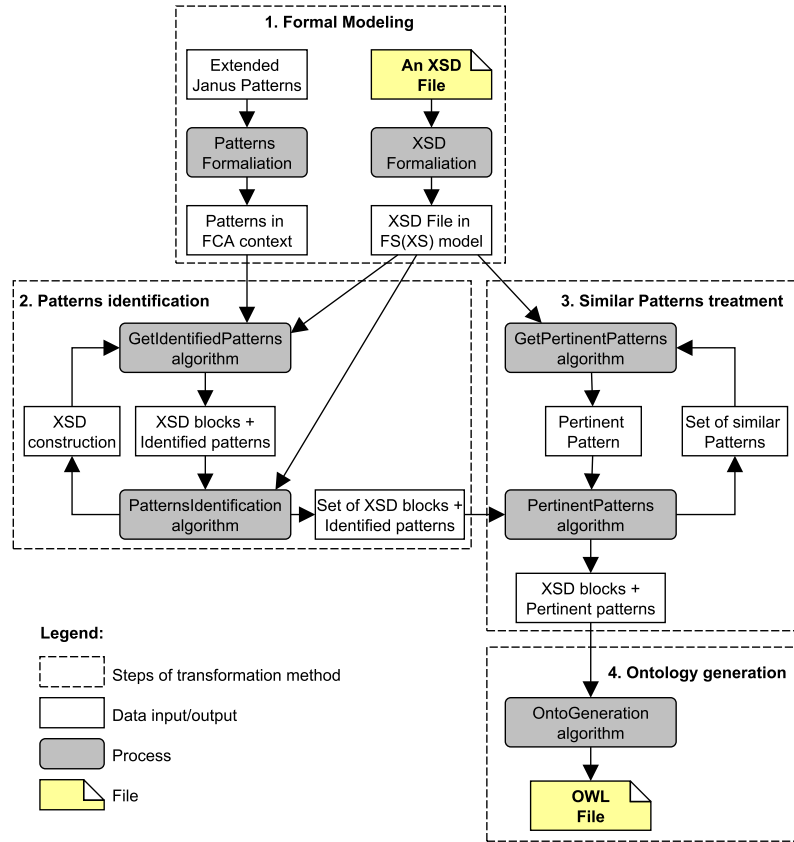 1. Formal Modeling
Extended
Janus Patterns
An XSD
File
Patterns
Formaliation
XSD
Formaliation
Patterns in
FCA context
XSD File in
FS(XS) model
2. Patterns identification
3. Similar Patterns treatment
GetIdentifiedPatterns
algorithm
GetPertinentPatterns
algorithm
XSD
construction
XSD blocks +
Identified patterns
Pertinent
Pattern
Set of similar
Patterns
PatternsIdentification
algorithm
Set of XSD blocks +
Identified patterns
PertinentPatterns
algorithm
XSD blocks +
Pertinent patterns
Legend:
Steps of transformation method
Data input/output
Process
File
4. Ontology generation
OntoGeneration
algorithm
OWL
File